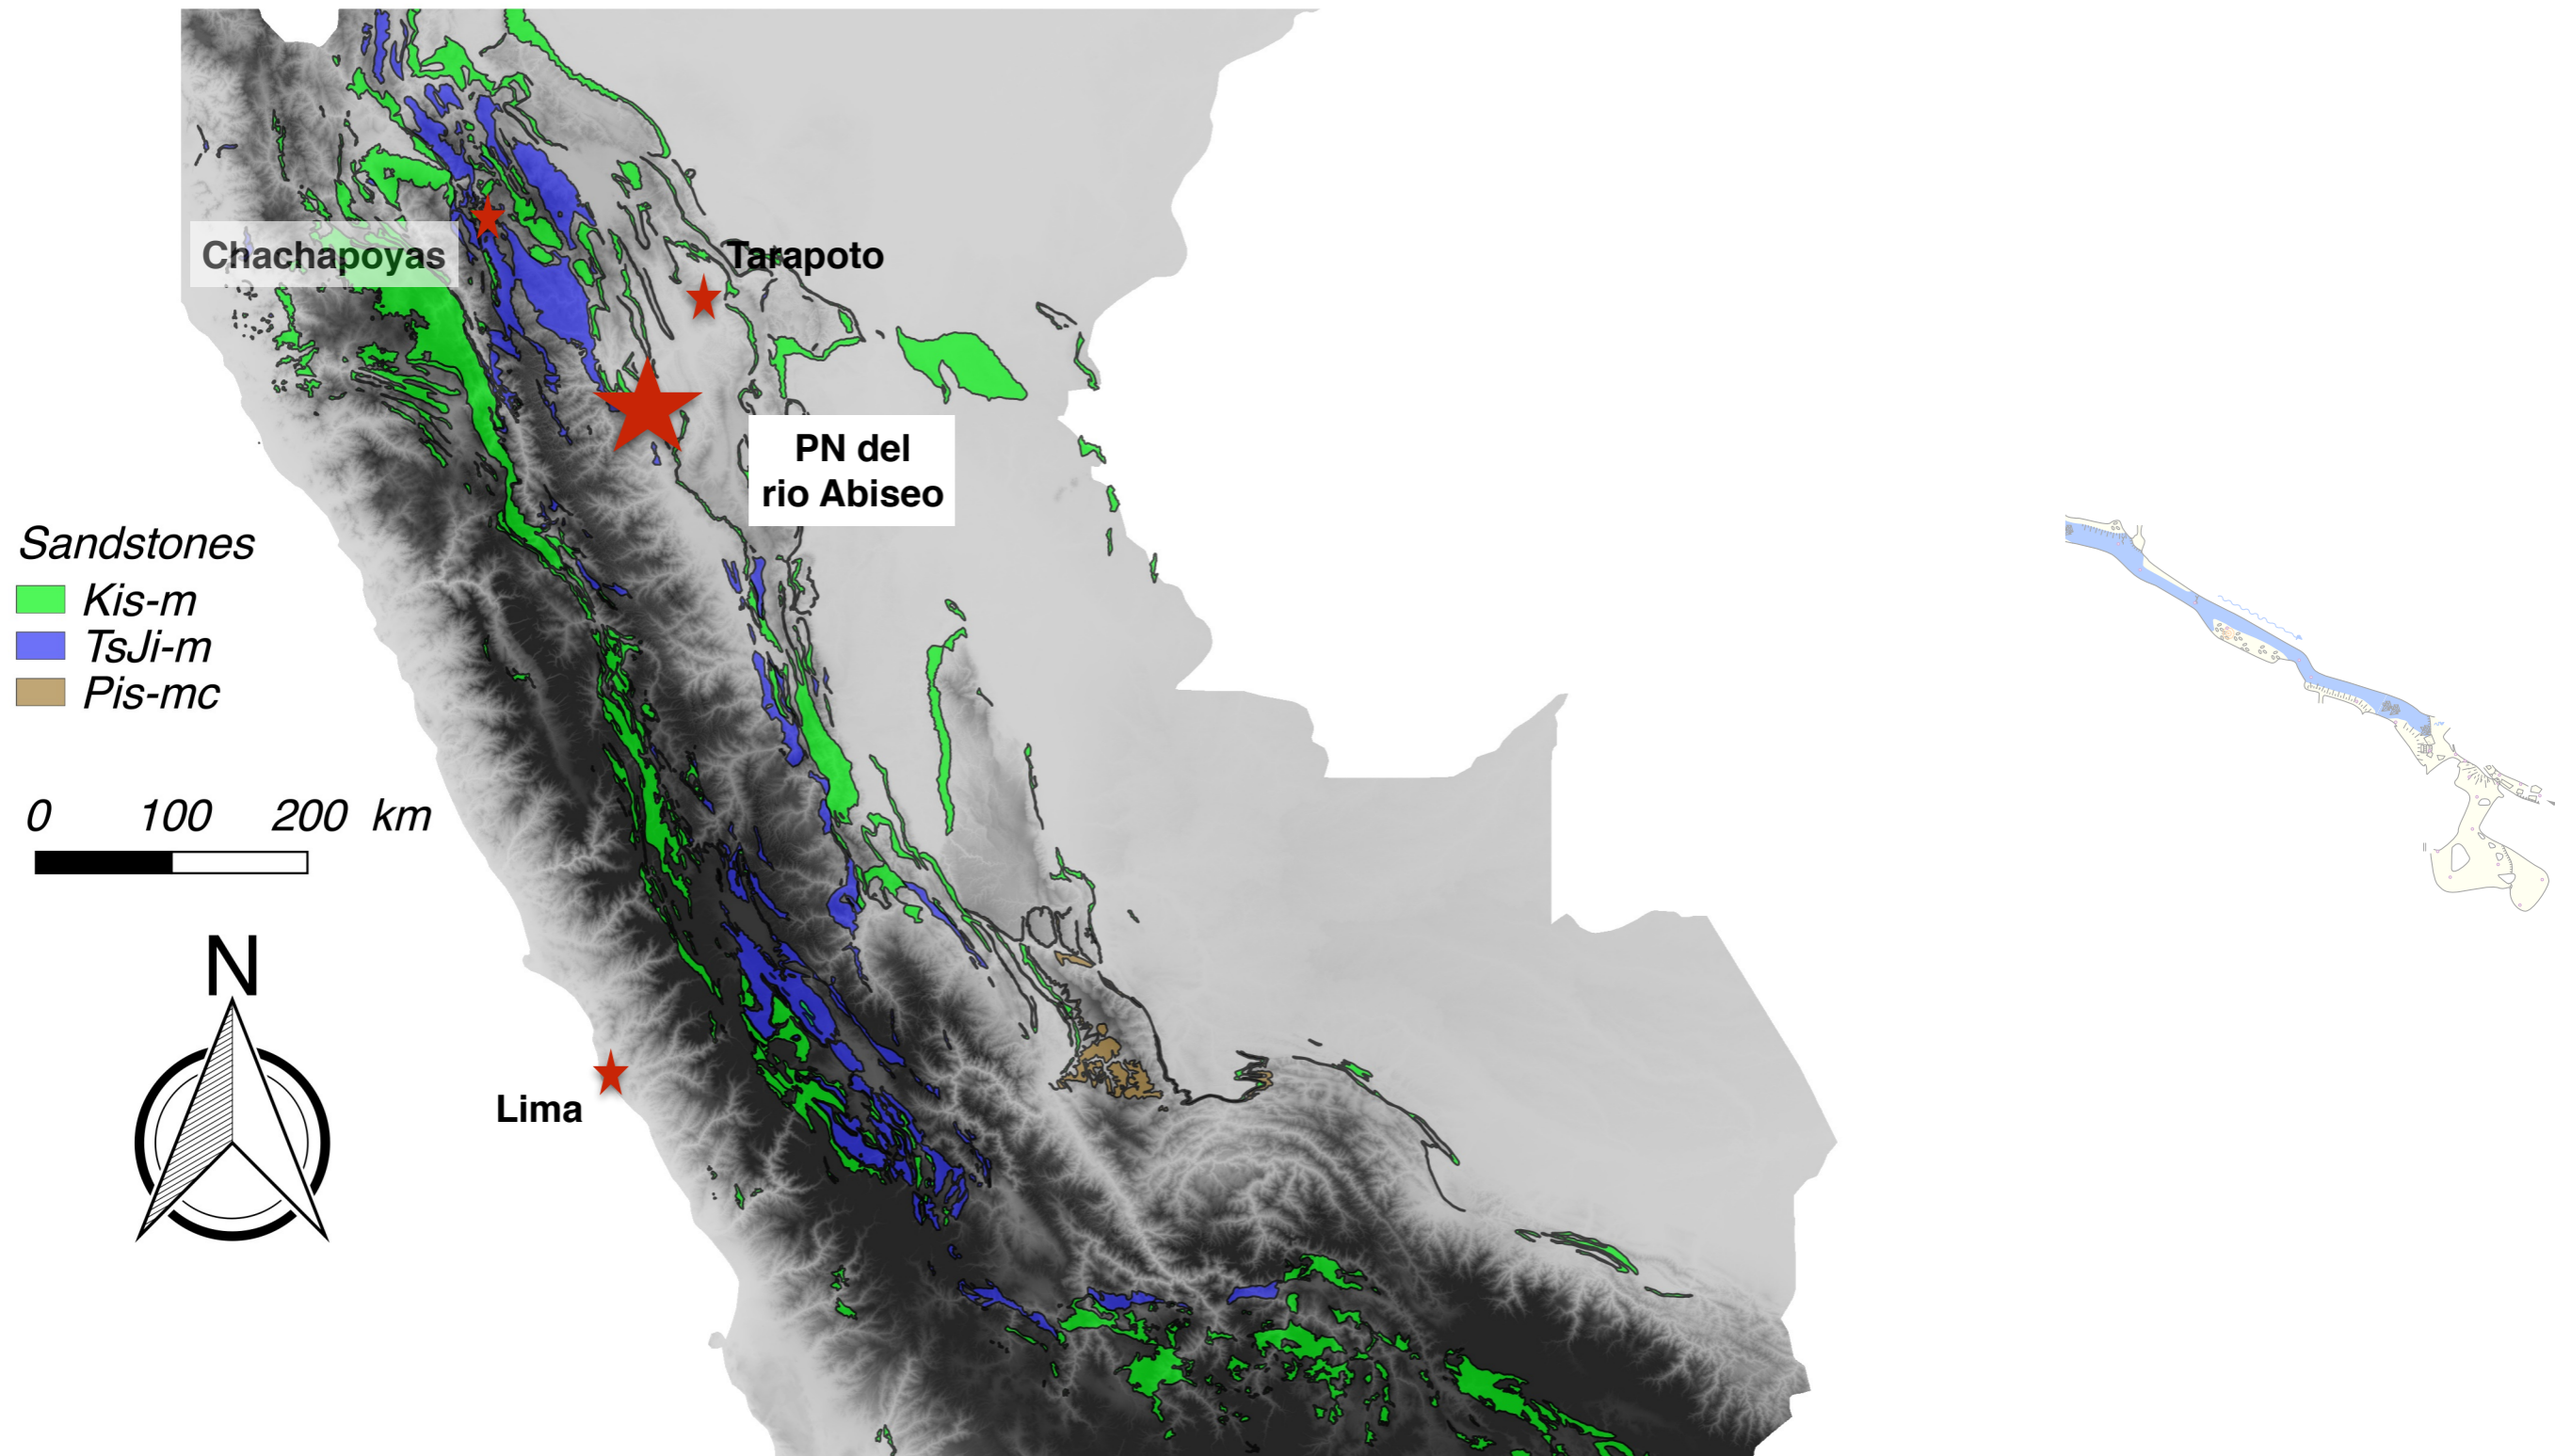 Chachapoyas
Tarapoto
PN del
rio Abiseo
Sandstones
Kis-m
TsJi-m
Pis-mc
0 100 200 km
N
Lima